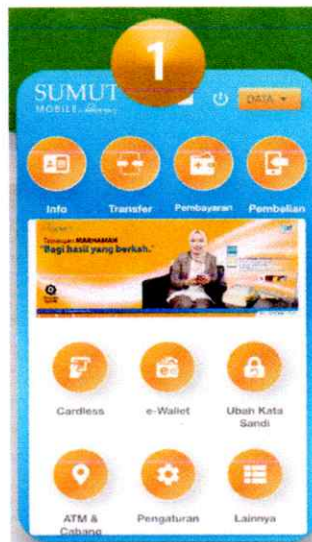 1
SUMUT
MOBILE
DATA
Info Transfer Pembayaran Pembelian
Tabungan MARHAMAH
"Bagi hasil yang berkah."
Cardless e-Wallet Ubah Kata
Sandi
ATM & Pengaturan Lainnya
Cabang